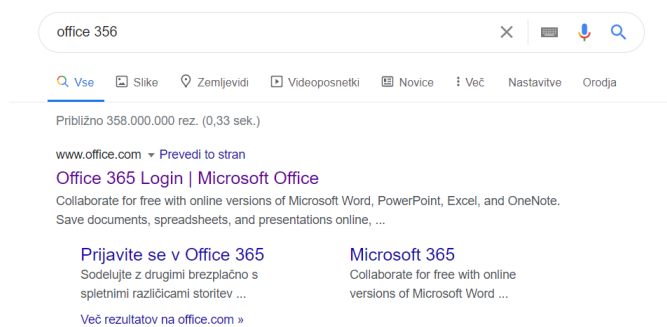 office 356
Vse Slike Zemljevidi Videoposnetki Novice Več Nastavitve Orodja
Približno 358.000.000 rez. (0,33 sek.)
www.office.com Prevedi to stran
Office 365 Login | Microsoft Office
Collaborate for free with online versions of Microsoft Word, PowerPoint, Excel, and OneNote.
Save documents, spreadsheets, and presentations online, ...
Prijavite se v Office 365
Sodelujte z drugimi brezplačno s
spletnimi različicami storitev ...
Microsoft 365
Collaborate for free with online
versions of Microsoft Word ...
Več rezultatov na office.com »